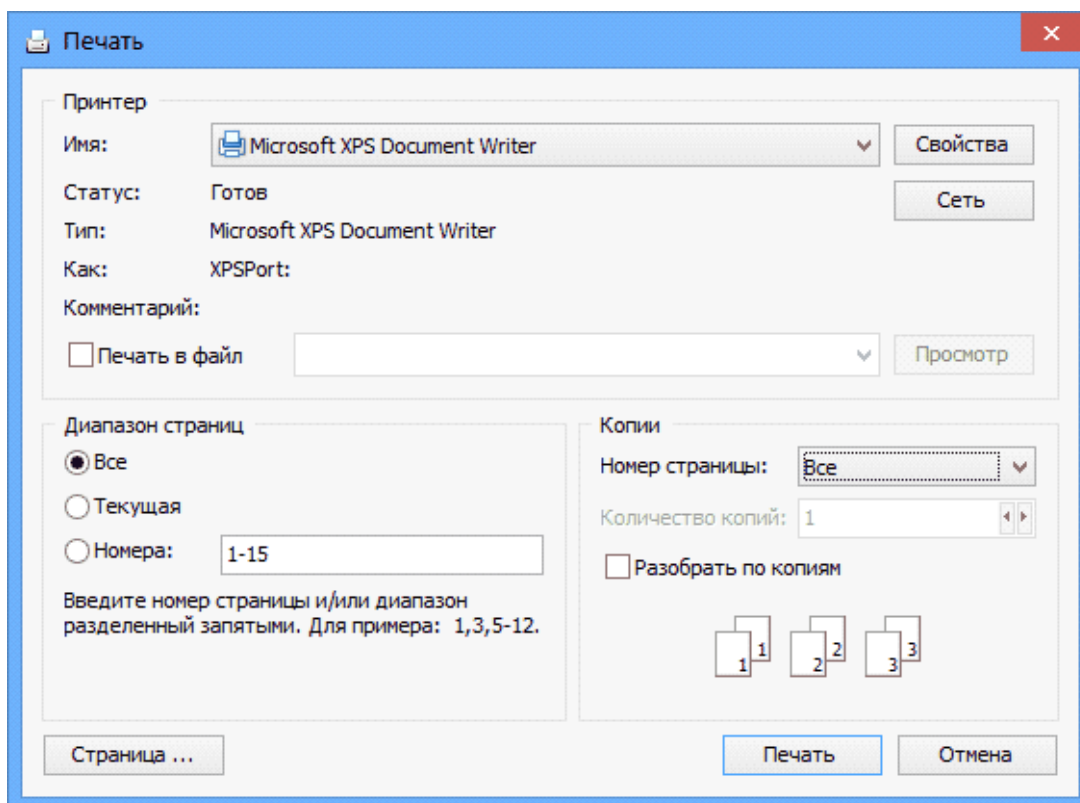 Печать
Принтер
Имя: Microsoft XPS Document Writer Свойства
Статус: Готов Сеть
Тип: Microsoft XPS Document Writer
Как: XPSPort:
Комментарий:
Печать в файл Просмотр
Диапазон страниц
Все
Текущая
Номера: 1-15
Введите номер страницы и/или диапазон
разделенный запятыми. Для примера: 1,3,5-12.
Копии
Номер страницы: Все
Количество копий: 1
Разобрать по копиям
1 1 2 2 3 3
Страница ... Печать Отмена